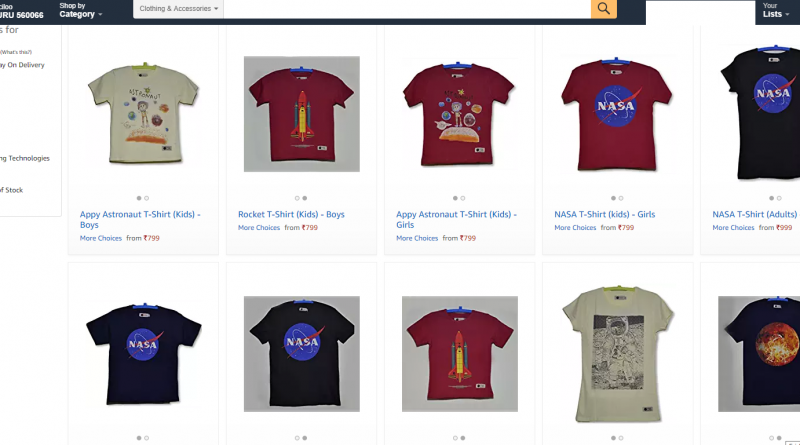 ciloo
URU 560066
Shop by
Category
Clothing & Accessories
Your
Lists
s for
(What's this?)
ay On Delivery
ng Technologies
of Stock
ASTRONAUT
NASA
NASA
Appy Astronaut T-Shirt (Kids) -
Boys
More Choices from ₹799
Rocket T-Shirt (Kids) - Boys
More Choices from ₹799
Appy Astronaut T-Shirt (Kids) -
Girls
More Choices from ₹799
NASA T-Shirt (kids) - Girls
More Choices from ₹799
NASA T-Shirt (Adults)
More Choices from ₹999
NASA
NASA